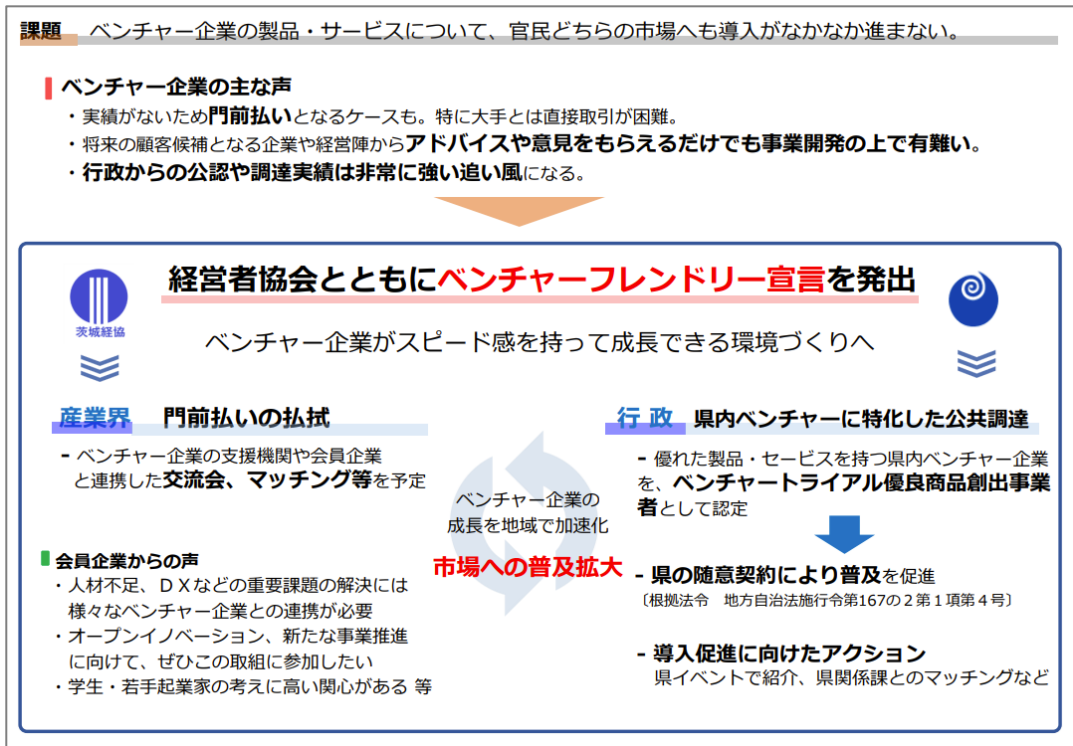 課題 ベンチャー企業の製品・サービスについて、官民どちらの市場へも導入がなかなか進まない。
ベンチャー企業の主な声
・実績がないため門前払いとなるケースも。特に大手とは直接取引が困難。
・将来の顧客候補となる企業や経営陣からアドバイスや意見をもらえるだけでも事業開発の上で有難い。
・行政からの公認や調達実績は非常に強い追い風になる。
経営者協会とともにベンチャーフレンドリー宣言を発出
茨城経協
ベンチャー企業がスピード感を持って成長できる環境づくりへ
産業界 門前払いの払拭
- ベンチャー企業の支援機関や会員企業
と連携した交流会、マッチング等を予定
会員企業からの声
・人材不足、ＤＸなどの重要課題の解決には
様々なベンチャー企業との連携が必要
・オープンイノベーション、新たな事業推進
に向けて、ぜひこの取組に参加したい
・学生・若手起業家の考えに高い関心がある 等
ベンチャー企業の
成長を地域で加速化
市場への普及拡大
行 政 県内ベンチャーに特化した公共調達
- 優れた製品・セービスを持つ県内ベンチャー企業
を、ベンチャートライアル優良商品創出事業
者として認定
- 県の随意契約により普及を促進
〔根拠法令 地方自治法施行令第167の２第１項第４号〕
- 導入促進に向けたアクション
県イベントで紹介、県関係課とのマッチングなど